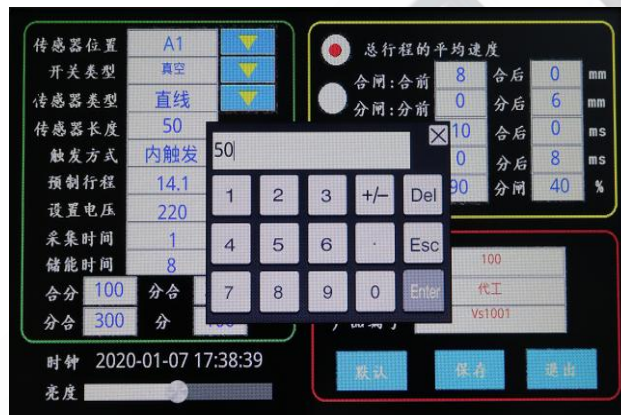 传感器位置 A1
开关类型 真空
传感器类型 直线
传感器长度 50
触发方式 内触发
预制行程 14.1
设置电压 220
采集时间 1
储能时间 8
合分 100 分合
分合 300 分
时钟 2020-01-07 17:38:39
亮度
总行程的平均速度
合闸:合前 8 合后 0 mm
分闸:分前 0 分后 6 mm
10 合后 0 ms
0 分后 8 ms
90 分闸 40 %
50
1 2 3 +/- Del
4 5 6 . Esc
7 8 9 0 Enter
100
代工
Vs1001
默认 保存 退出